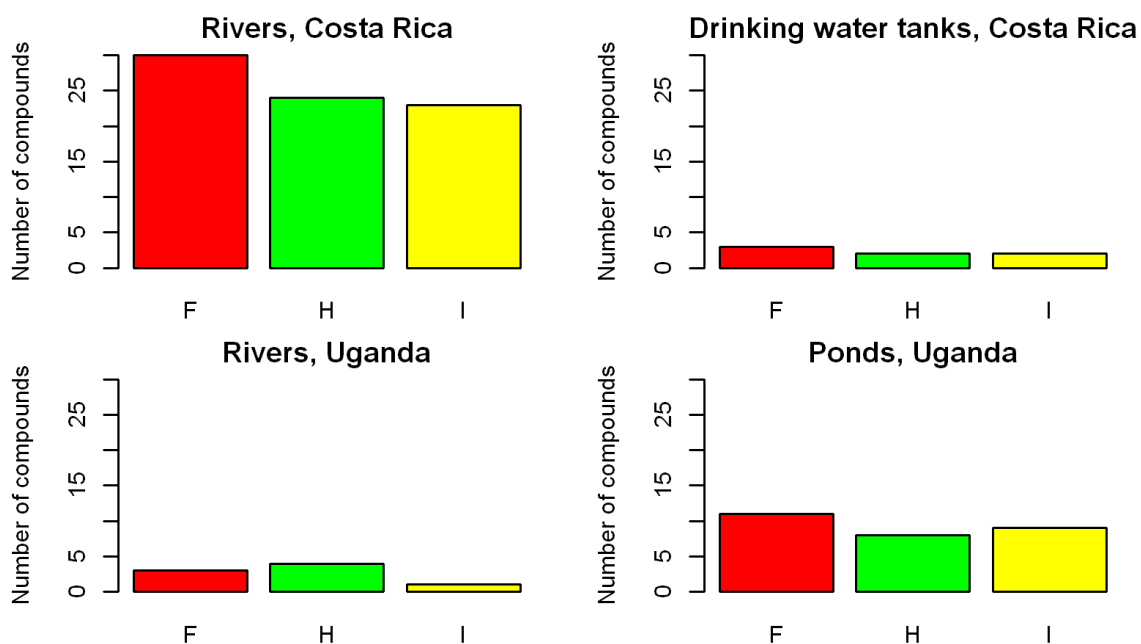 Rivers, Costa Rica
Number of compounds
25
15
5
0
F H I
Drinking water tanks, Costa Rica
Number of compounds
25
15
5
0
F H I
Rivers, Uganda
Number of compounds
25
15
5
0
F H I
Ponds, Uganda
Number of compounds
25
15
5
0
F H I